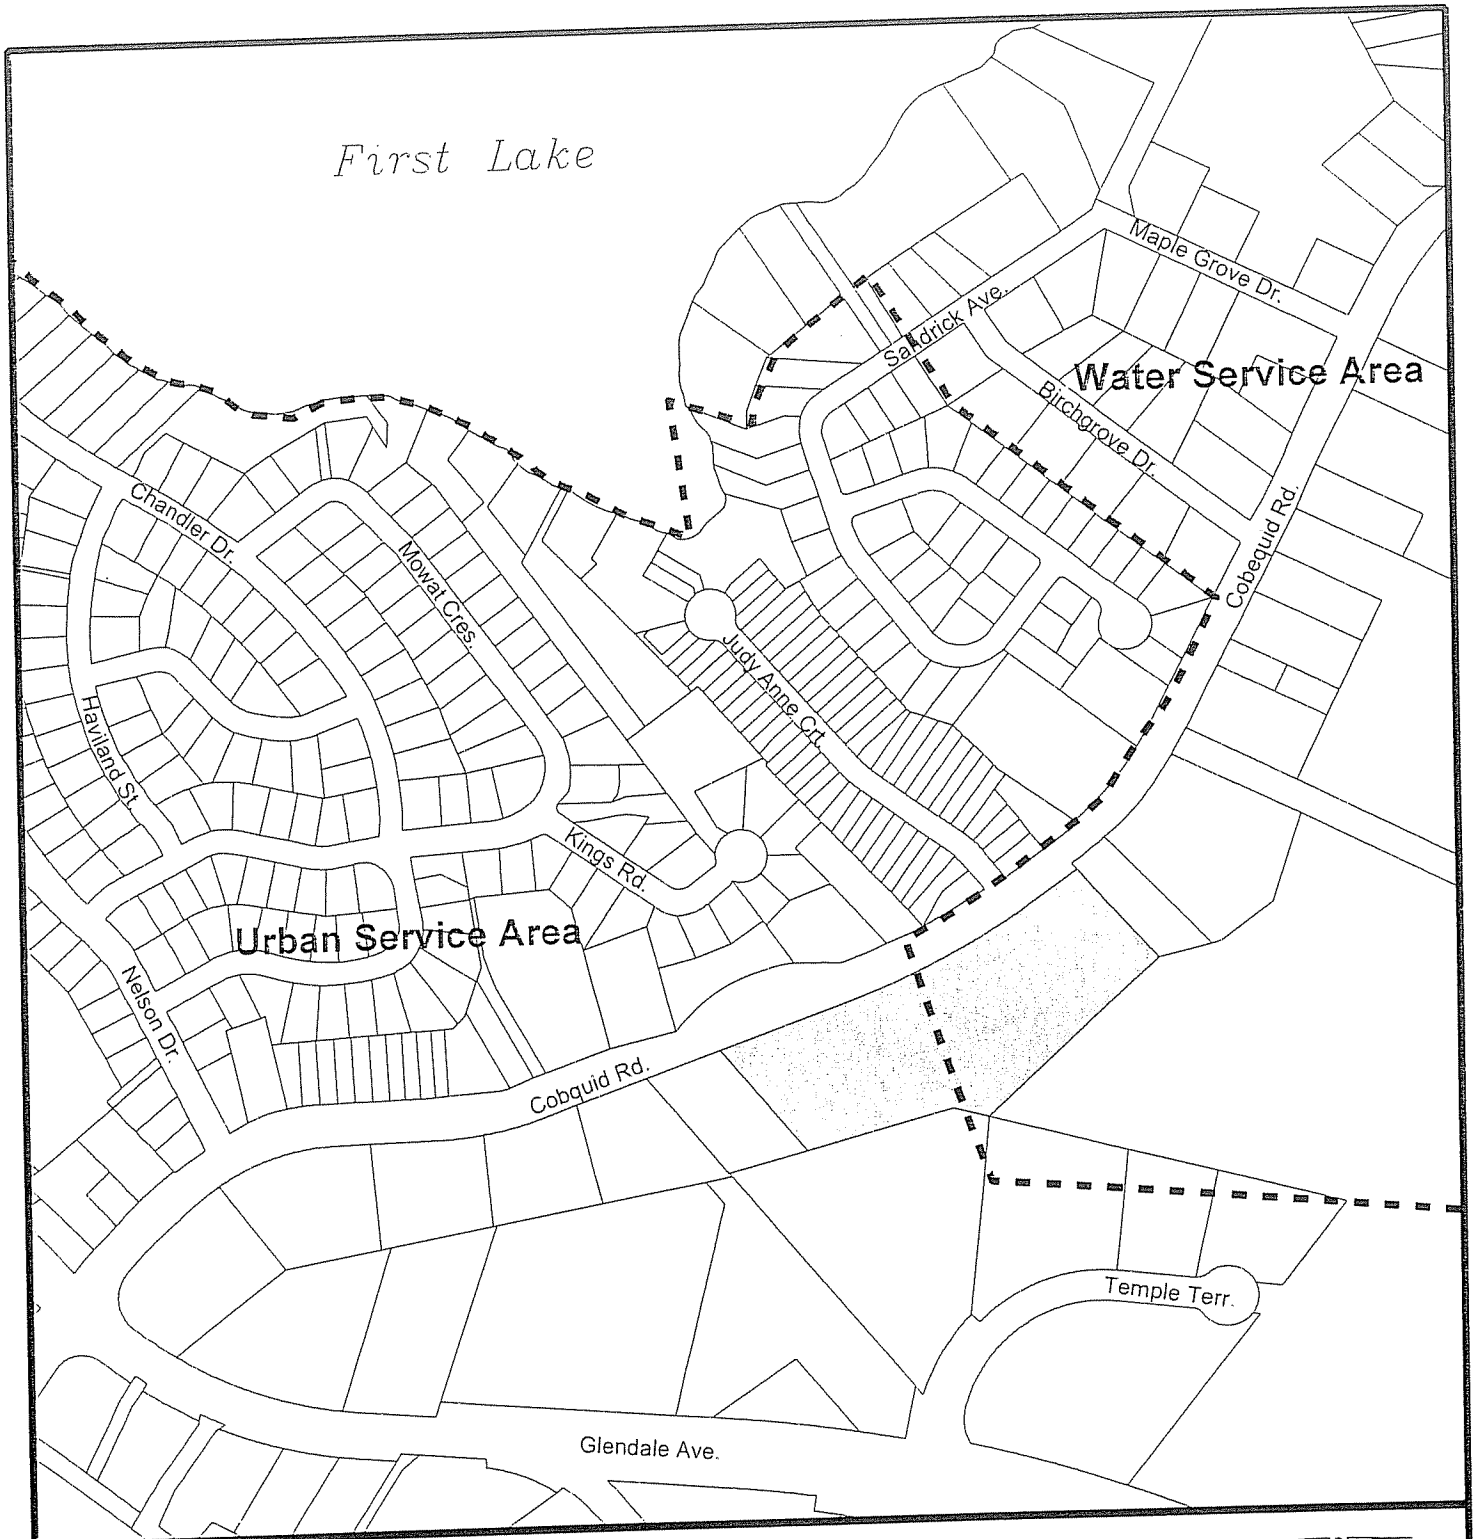 First Lake
Maple Grove Dr.
Sandrick Ave.
Water Service Area
Birchgrove Dr.
Chandler Dr.
Cobequid Rd.
Mowat Cres.
Judy Anne Crt.
Haviland St.
Kings Rd.
Urban Service Area
Nelson Dr.
Cobquid Rd.
Temple Terr.
Glendale Ave.